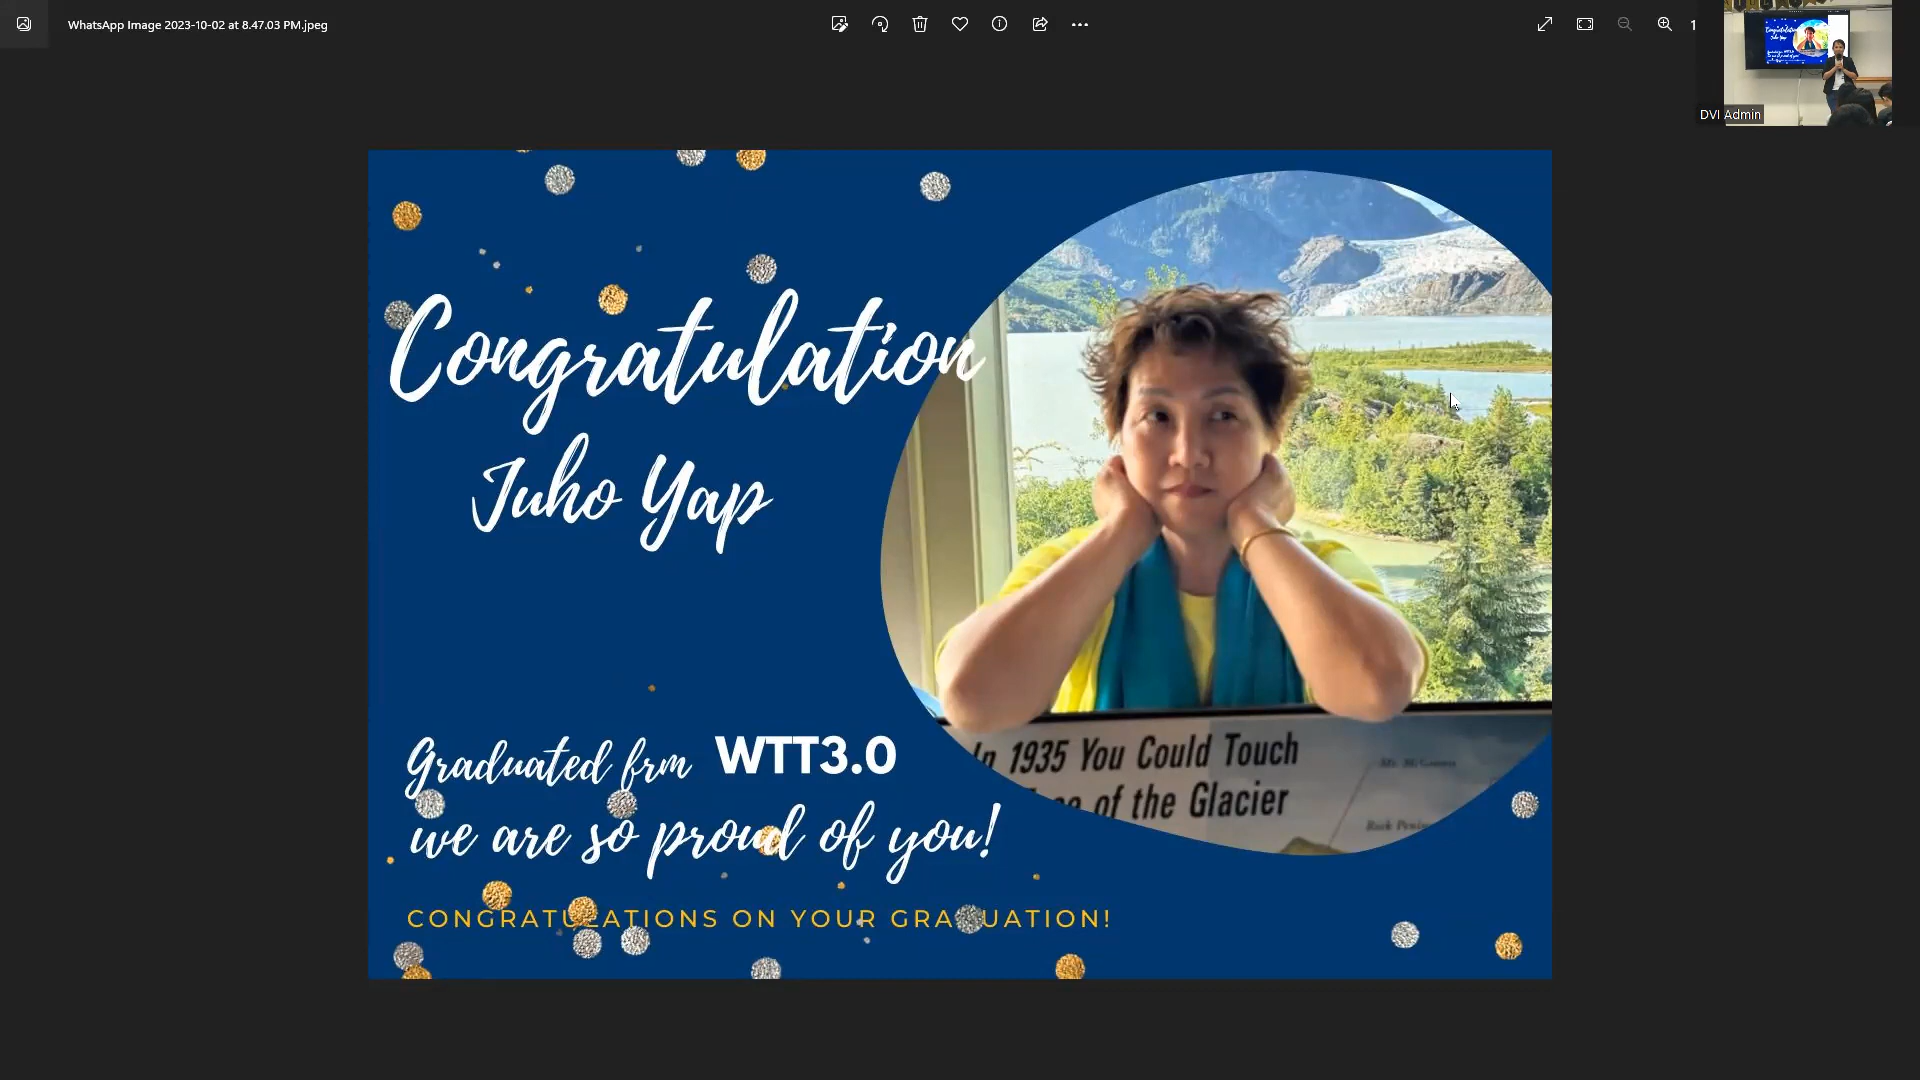 WhatsApp Image 2023-10-02 at 8.47.03 PM.jpeg
1
DVI Admin
Congratulation
Juho Yap
In 1935 You Could Touch
of the Glacier
Graduated frm WTT3.0
we are so proud of you!
CONGRATULATIONS ON YOUR GRADUATION!